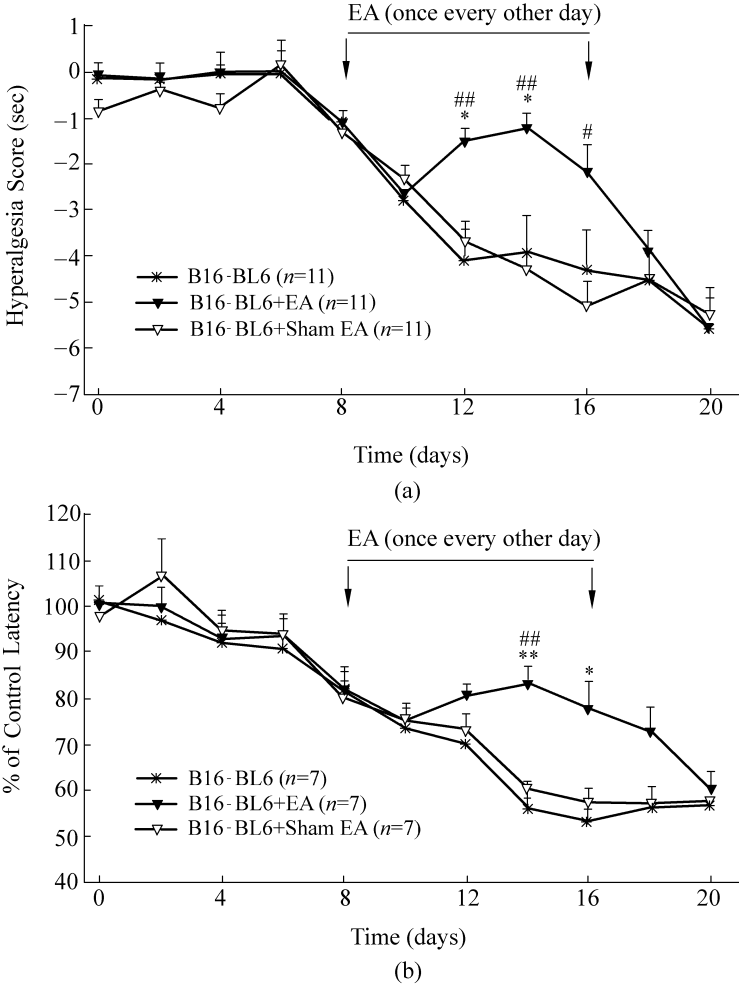 EA (once every other day)
1
0
−1
−2
−3
−4
−5
−6
−7
Hyperalgesia Score (sec)
##
*
##
*
#
B16-BL6 (n=11)
B16-BL6+EA (n=11)
B16-BL6+Sham EA (n=11)
0 4 8 12 16 20
Time (days)
(a)
EA (once every other day)
120
110
100
90
80
70
60
50
40
% of Control Latency
##
**
*
B16-BL6 (n=7)
B16-BL6+EA (n=7)
B16-BL6+Sham EA (n=7)
0 4 8 12 16 20
Time (days)
(b)